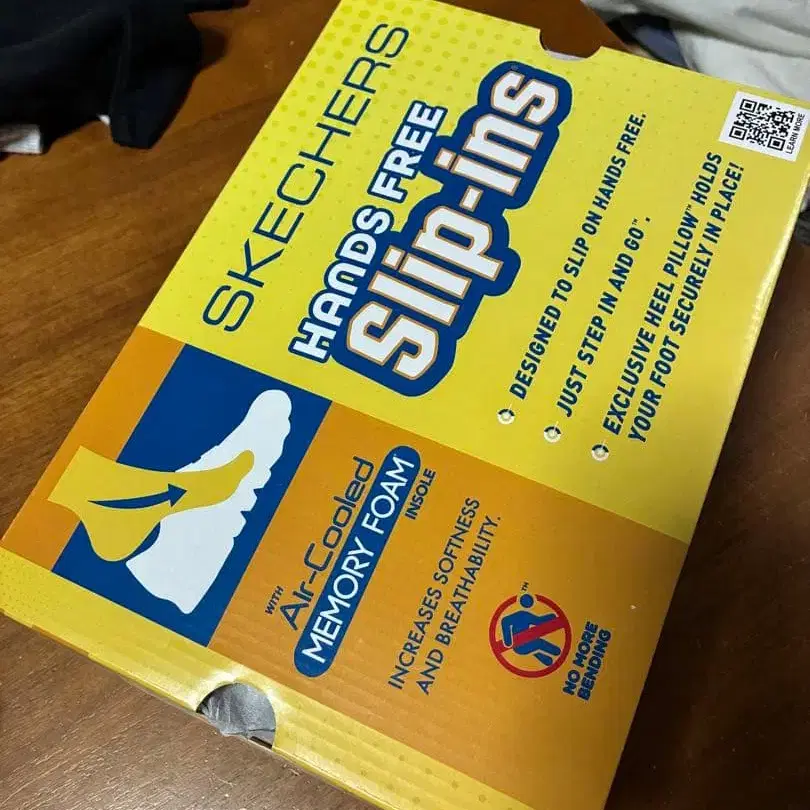 SKECHERS
HANDS FREE
Slip-ins
DESIGNED TO SLIP ON HANDS FREE.
JUST STEP IN AND GO™.
EXCLUSIVE HEEL PILLOW™ HOLDS
YOUR FOOT SECURELY IN PLACE!
LEARN MORE
WITH
Air-Cooled
MEMORY FOAM
INSOLE
INCREASES SOFTNESS
AND BREATHABILITY.
TM
NO MORE
BENDING